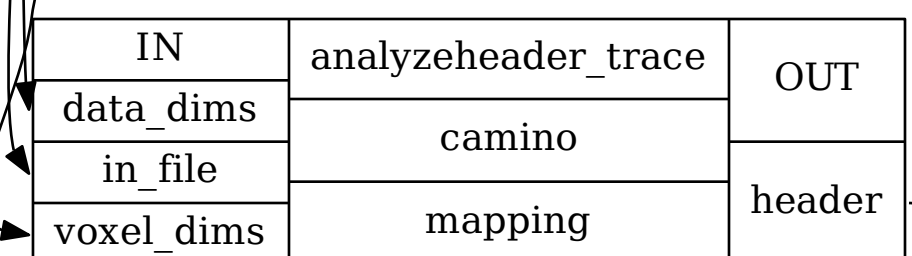 IN
data_dims
in_file
voxel_dims
analyzeheader_trace
camino
mapping
OUT
header